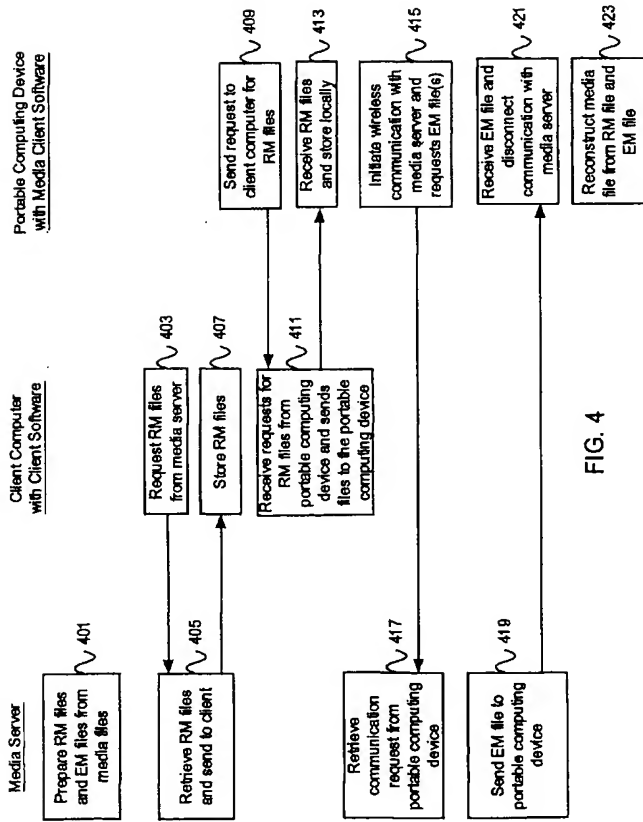 Media Server
Client Computer
with Client Software
Portable Computing Device
with Media Client Software
Prepare RM files
and EM files from
media files
401
Request RM files
from media server
403
Retrieve RM files
and send to client
405
Store RM files
407
Send request to
client computer for
RM files
409
Receive requests for
RM files from
portable computing
device and sends
files to the portable
computing device
411
Receive RM files
and store locally
413
Initiate wireless
communication with
media server and
requests EM file(s)
415
Retrieve
communication
request from
portable computing
device
417
Send EM file to
portable computing
device
419
Receive EM file and
disconnect
communication with
media server
421
Reconstruct media
file from RM file and
EM file
423
FIG. 4